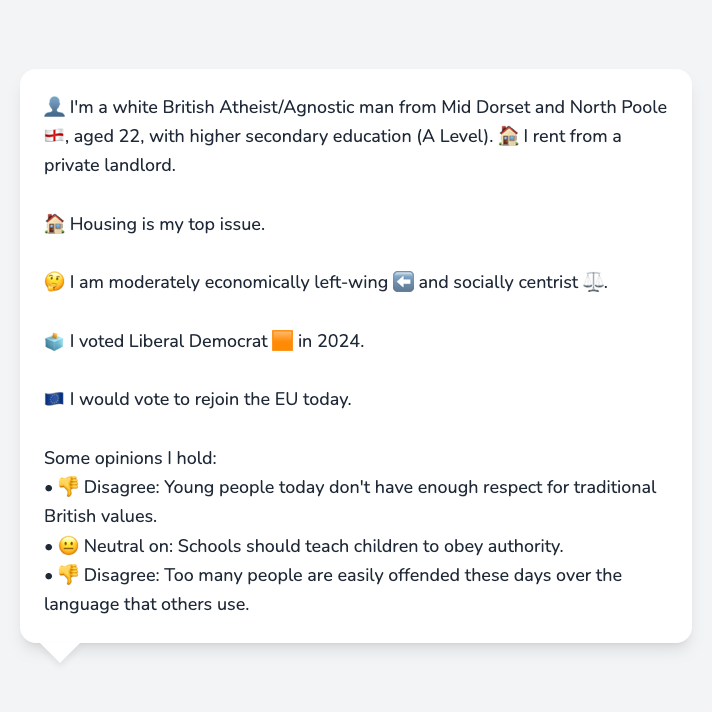 👤 I'm a white British Atheist/Agnostic man from Mid Dorset and North Poole
🏴󠁧󠁢󠁥󠁮󠁧󠁿, aged 22, with higher secondary education (A Level). 🏠 I rent from a
private landlord.
🏠 Housing is my top issue.
🤔 I am moderately economically left-wing ⬅️ and socially centrist ⚖️.
🗳️ I voted Liberal Democrat 🟧 in 2024.
🇪🇺 I would vote to rejoin the EU today.
Some opinions I hold:
• 👎 Disagree: Young people today don't have enough respect for traditional
British values.
• 😐 Neutral on: Schools should teach children to obey authority.
• 👎 Disagree: Too many people are easily offended these days over the
language that others use.